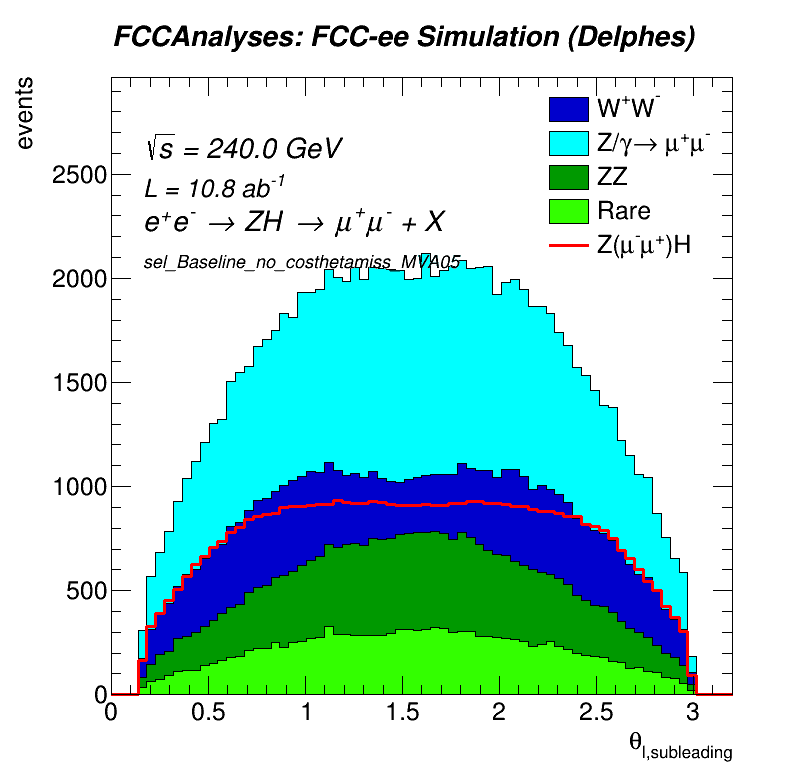 FCCAnalyses: FCC-ee Simulation (Delphes)
events
√s = 240.0 GeV
L = 10.8 ab⁻¹
e⁺e⁻ → ZH → μ⁺μ⁻ + X
sel_Baseline_no_costhetamiss_MVA05
W⁺W⁻
Z/γ→ μ⁺μ⁻
ZZ
Rare
Z(μ⁻μ⁺)H
2500
2000
1500
1000
500
0
0 0.5 1 1.5 2 2.5 3
θl,subleading